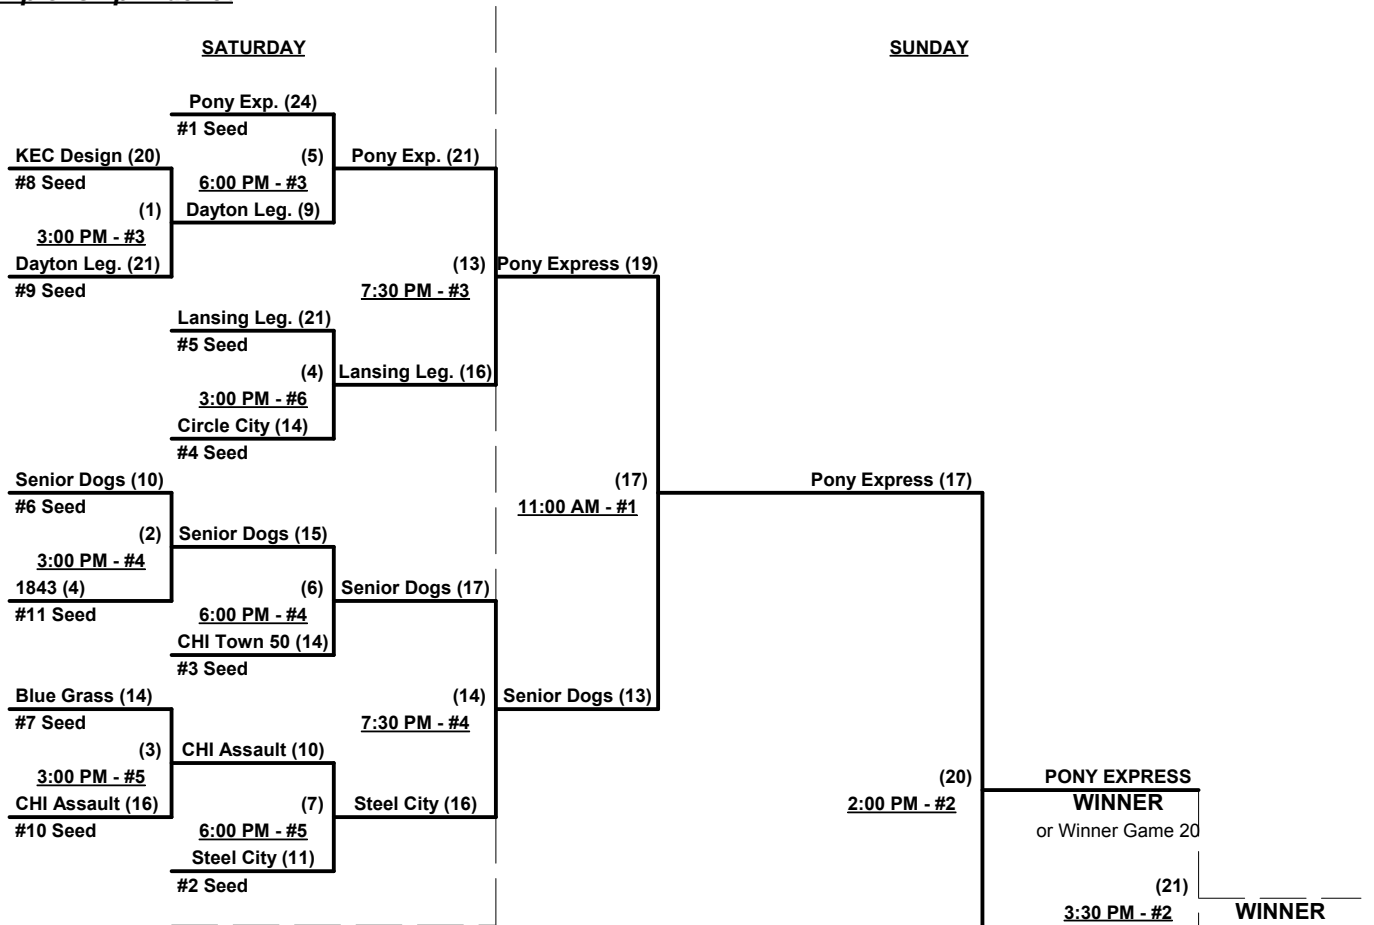 SATURDAY
SUNDAY
Pony Exp. (24)
#1 Seed
KEC Design (20)
(5)
Pony Exp. (21)
#8 Seed
6:00 PM - #3
(1)
Dayton Leg. (9)
3:00 PM - #3
Dayton Leg. (21)
(13)
Pony Express (19)
#9 Seed
7:30 PM - #3
Lansing Leg. (21)
#5 Seed
(4)
Lansing Leg. (16)
3:00 PM - #6
Circle City (14)
#4 Seed
Senior Dogs (10)
(17)
Pony Express (17)
#6 Seed
11:00 AM - #1
(2)
Senior Dogs (15)
3:00 PM - #4
1843 (4)
(6)
Senior Dogs (17)
#11 Seed
6:00 PM - #4
CHI Town 50 (14)
#3 Seed
Blue Grass (14)
(14)
Senior Dogs (13)
#7 Seed
7:30 PM - #4
(3)
CHI Assault (10)
3:00 PM - #5
(20)
PONY EXPRESS
CHI Assault (16)
(7)
Steel City (16)
2:00 PM - #2
WINNER
#10 Seed
6:00 PM - #5
or Winner Game 20
Steel City (11)
#2 Seed
(21)
3:30 PM - #2
WINNER